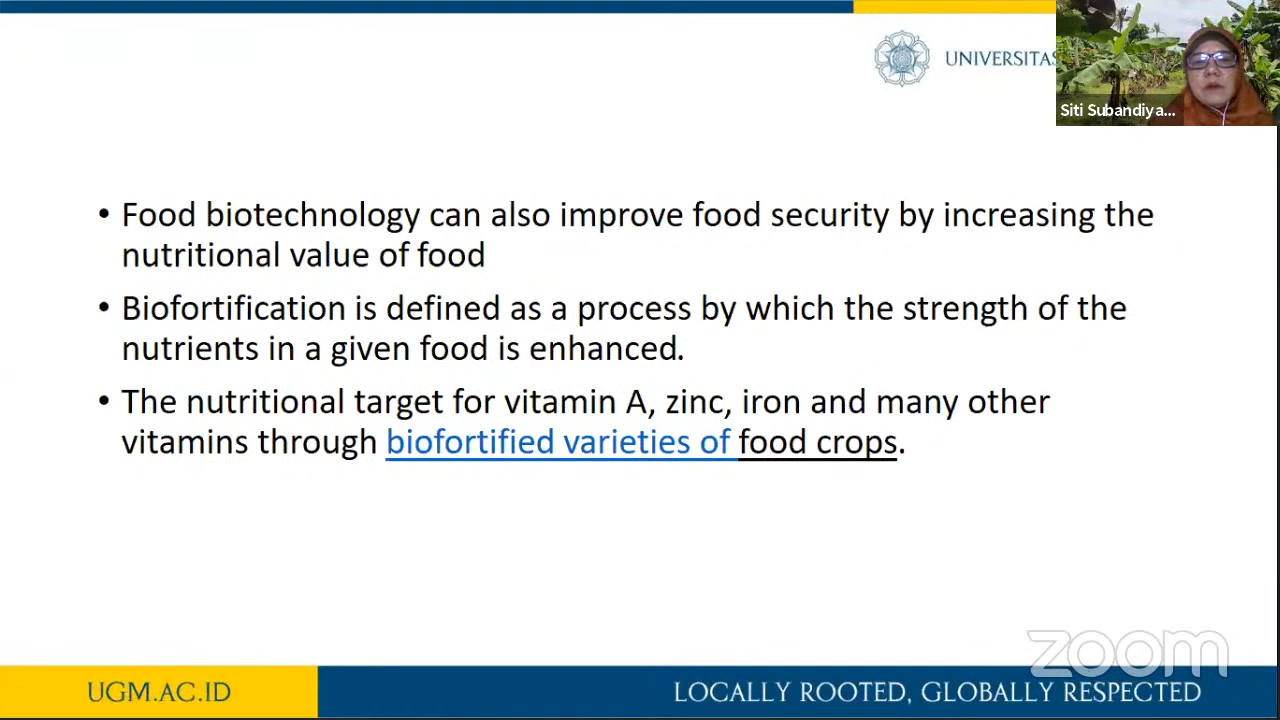 UNIVERSITAS
Siti Subandiya...
• Food biotechnology can also improve food security by increasing the
nutritional value of food
• Biofortification is defined as a process by which the strength of the
nutrients in a given food is enhanced.
• The nutritional target for vitamin A, zinc, iron and many other
vitamins through biofortified varieties of food crops.
zoom
UGM.AC.ID
LOCALLY ROOTED, GLOBALLY RESPECTED